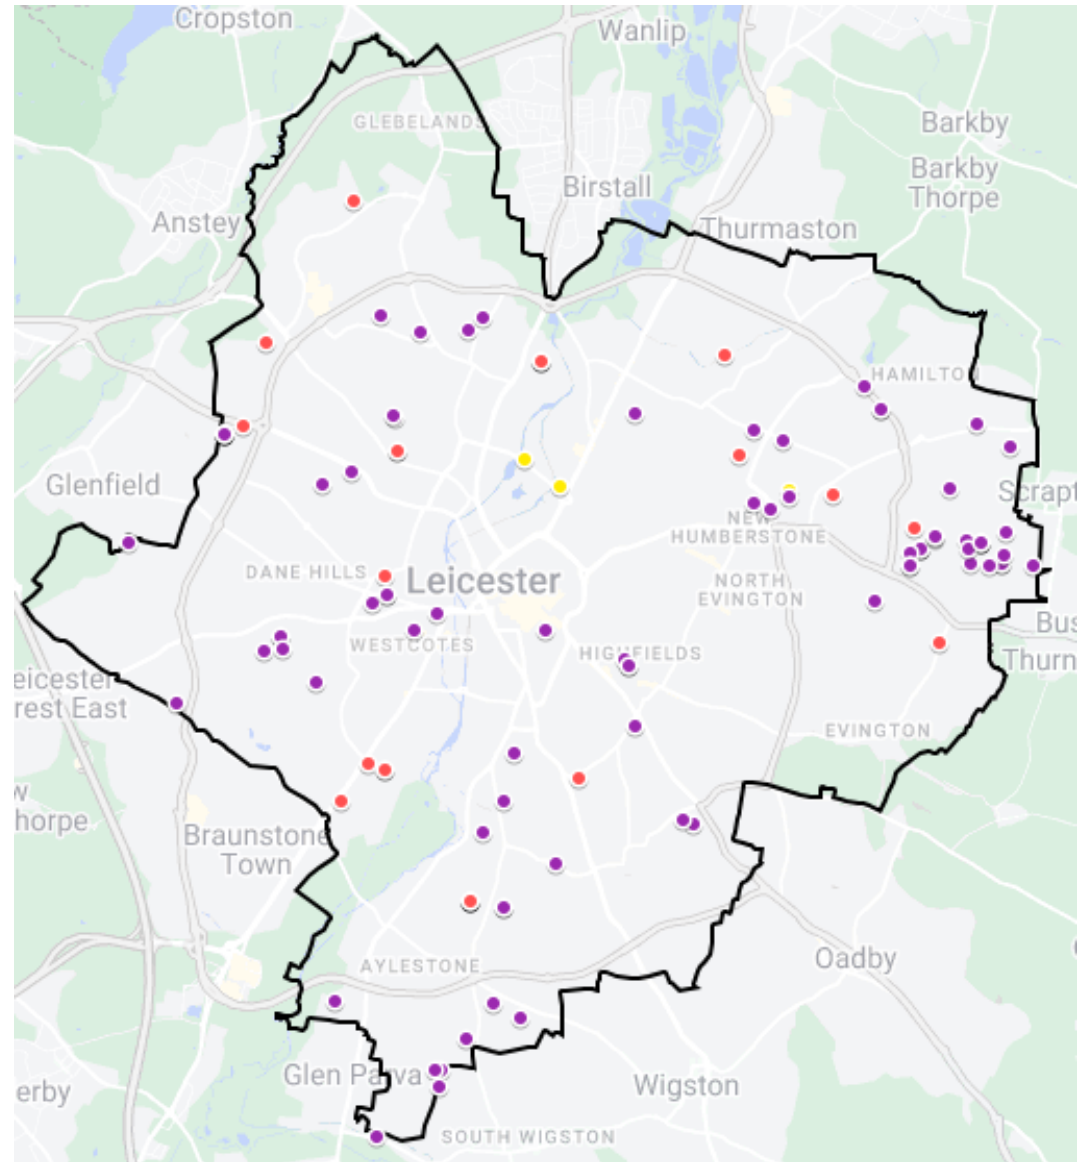 Cropston
Wanlip
GLEBELANDS
Barkby
Barkby
Thorpe
Birstall
Anstey
Thurmaston
HAMILTON
Glenfield
Scrapt
NEW
HUMBERSTONE
DANE HILLS
Leicester
NORTH
EVINGTON
WESTCOTES
HIGHFIELDS
Bus
Thurn
eicester
rest East
EVINGTON
w
horpe
Braunstone
Town
AYLESTONE
Oadby
Glen Parva
Wigston
erby
SOUTH WIGSTON